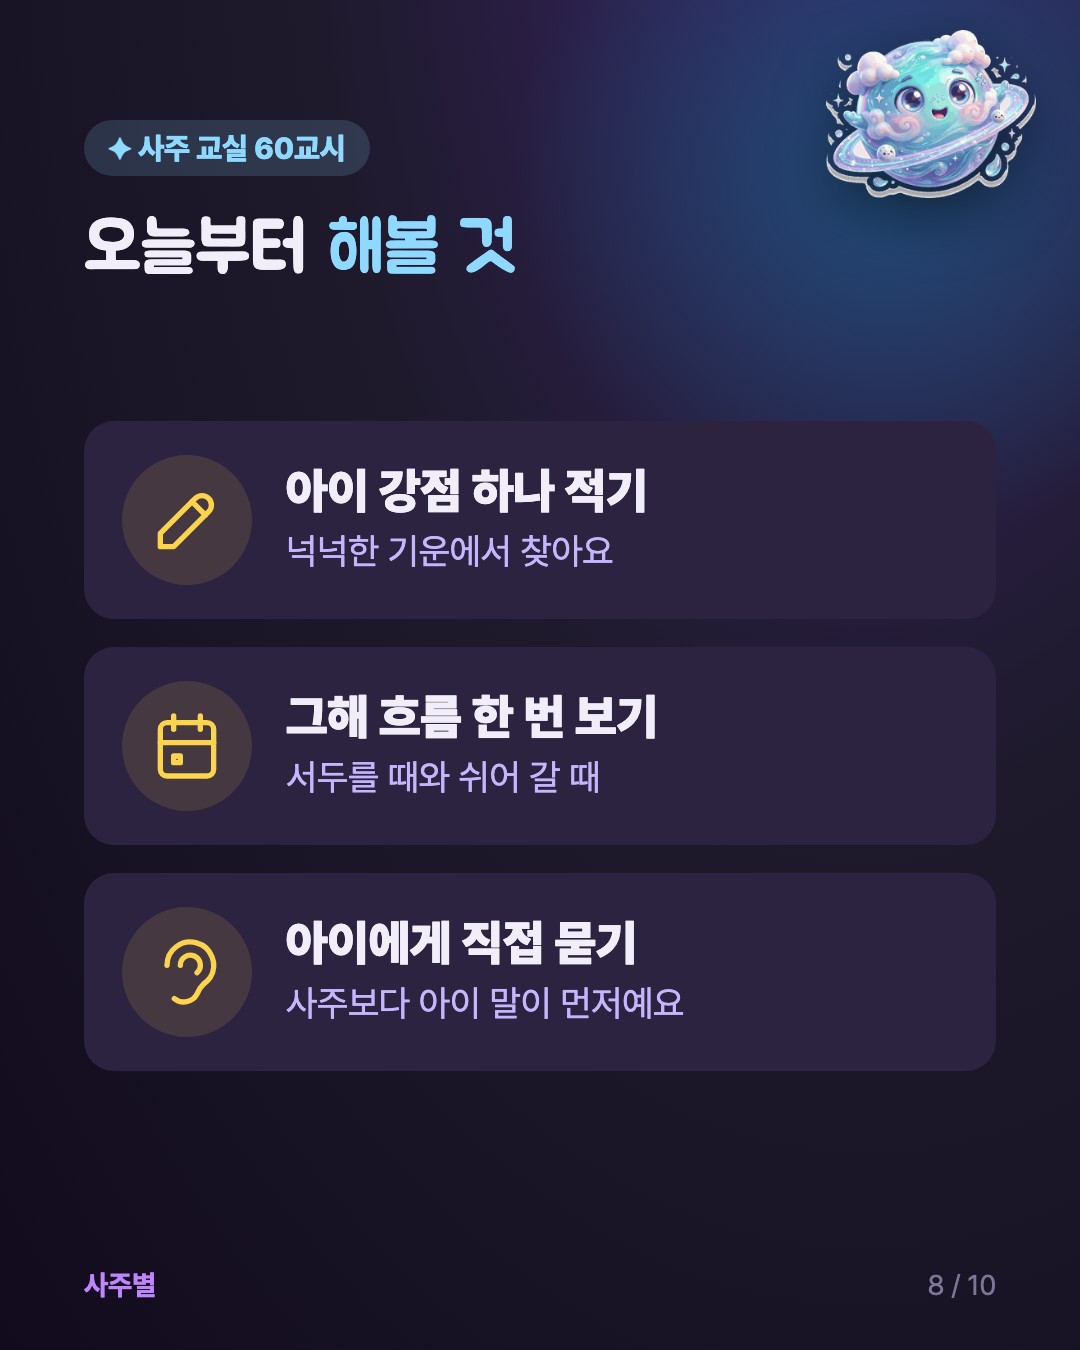 ✦ 사주 교실 60교시
오늘부터 해볼 것
아이 강점 하나 적기
넉넉한 기운에서 찾아요
그해 흐름 한 번 보기
서두를 때와 쉬어 갈 때
아이에게 직접 묻기
사주보다 아이 말이 먼저예요
사주별
8 / 10